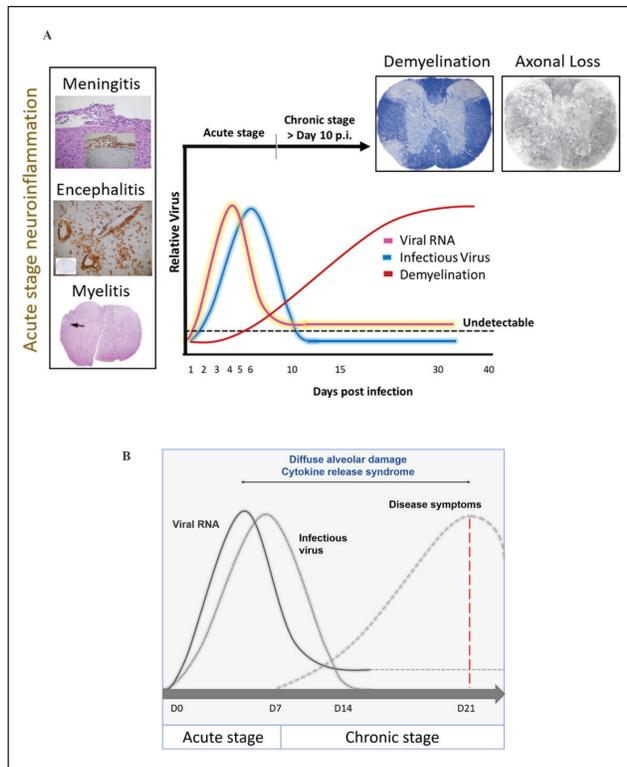 A
Acute stage neuroinflammation
Meningitis
Encephalitis
Myelitis
Demyelination
Axonal Loss
Acute stage
Chronic stage
> Day 10 p.i.
Relative Virus
Viral RNA
Infectious Virus
Demyelination
Undetectable
1 2 3 4 5 6 10 15 30 40
Days post infection
B
Diffuse alveolar damage
Cytokine release syndrome
Disease symptoms
Viral RNA
Infectious
virus
D0 D7 D14 D21
Acute stage Chronic stage